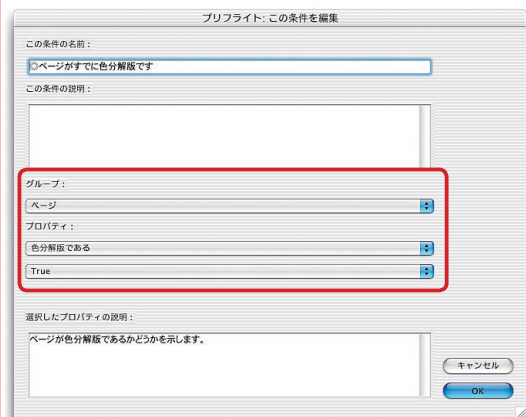 プリフライト: この条件を編集
この条件の名前：
◎ページがすでに色分解版です
この条件の説明：
グループ：
ページ
プロパティ：
色分解版である
True
選択したプロパティの説明：
ページが色分解版であるかどうかを示します。
キャンセル
OK